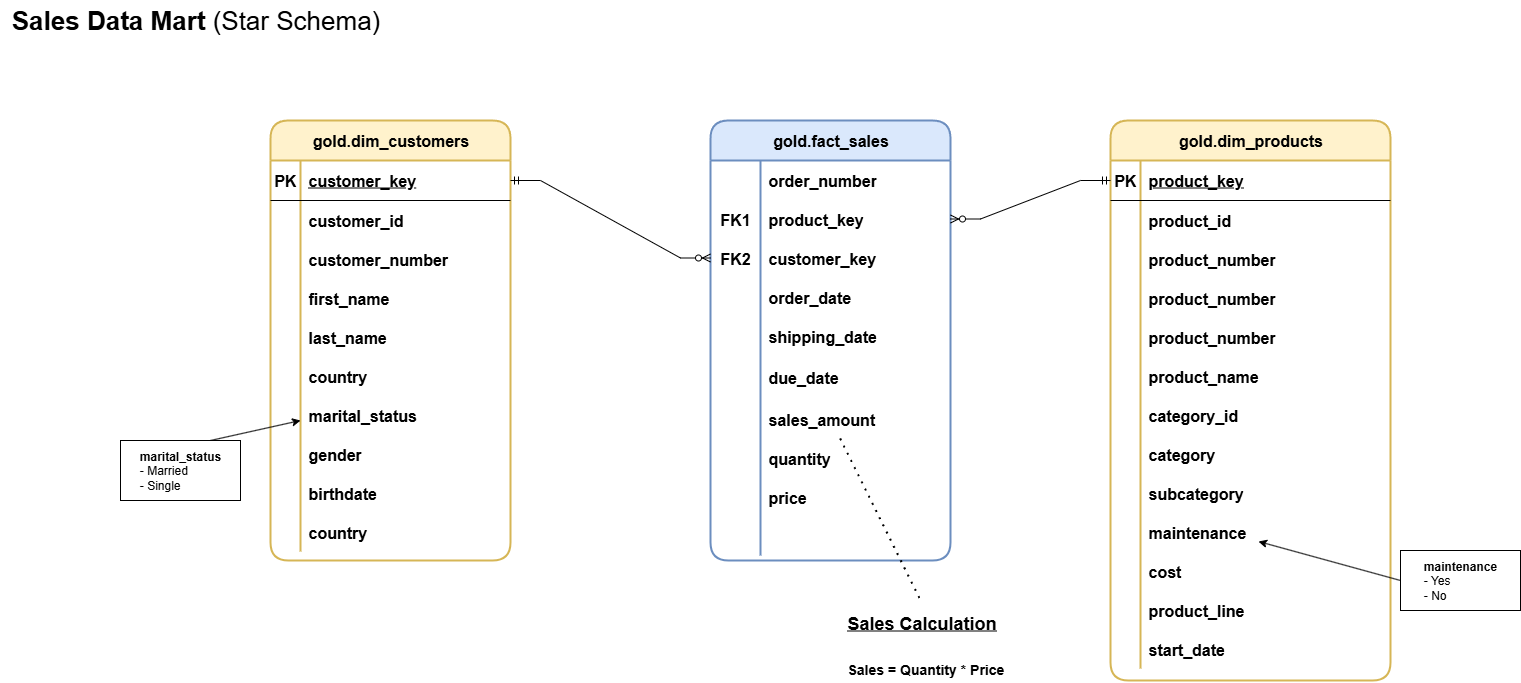 Sales Data Mart (Star Schema)
gold.dim_customers
PK customer_key
customer_id
customer_number
first_name
last_name
country
marital_status
gender
birthdate
country
marital_status
- Married
- Single
gold.fact_sales
order_number
FK1 product_key
FK2 customer_key
order_date
shipping_date
due_date
sales_amount
quantity
price
Sales Calculation
Sales = Quantity * Price
gold.dim_products
PK product_key
product_id
product_number
product_number
product_number
product_name
category_id
category
subcategory
maintenance
cost
product_line
start_date
maintenance
- Yes
- No